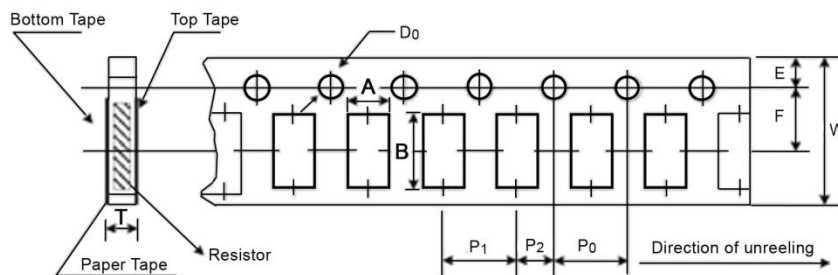 Bottom Tape
Top Tape
D0
E
A
F
W
B
T
Resistor
P1
P2
P0
Direction of unreeling
Paper Tape